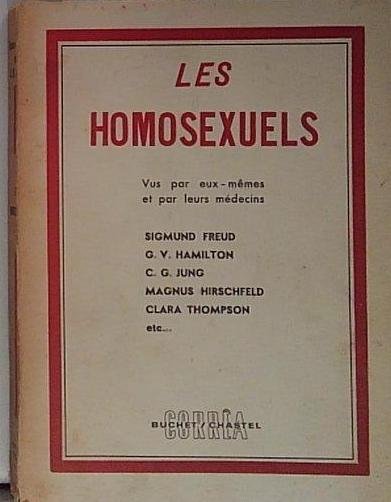 LES
HOMOSEXUELS
Vus par eux-mêmes
et par leurs médecins
SIGMUND FREUD
G. V. HAMILTON
C. G. JUNG
MAGNUS HIRSCHFELD
CLARA THOMPSON
etc...
CORRÊA
BUCHET/CHASTEL